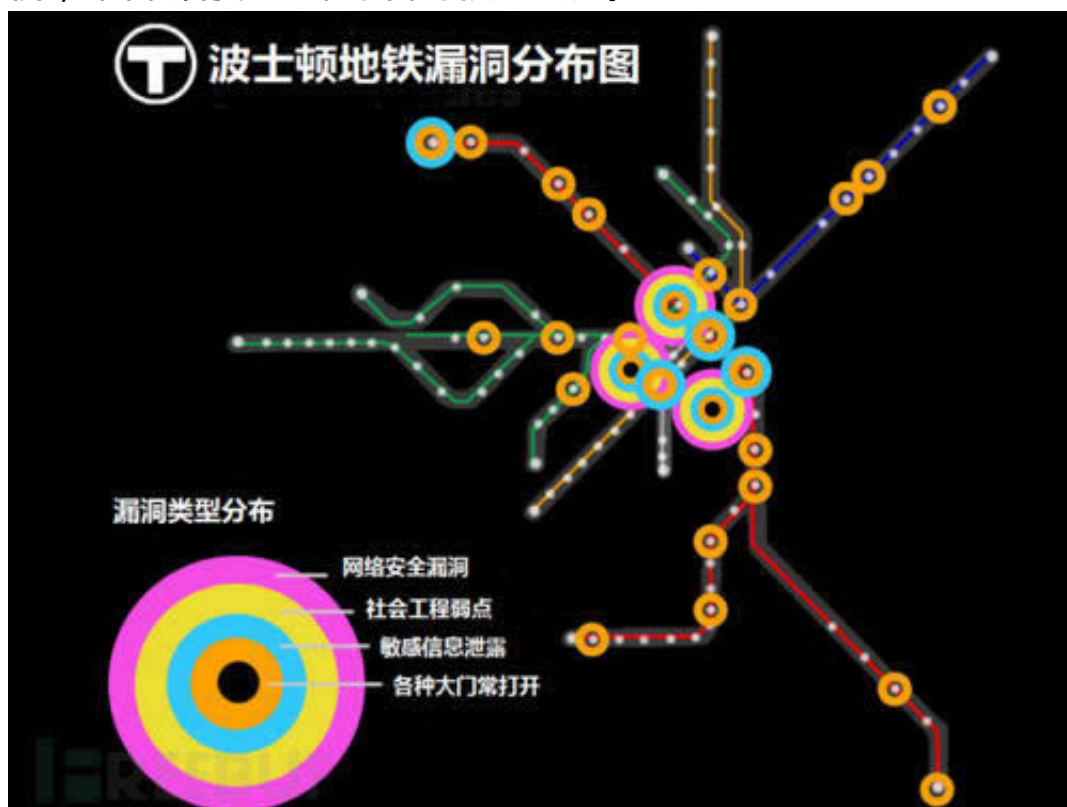 T 波士顿地铁漏洞分布图
漏洞类型分布
网络安全漏洞
社会工程弱点
敏感信息泄露
各种大门常打开